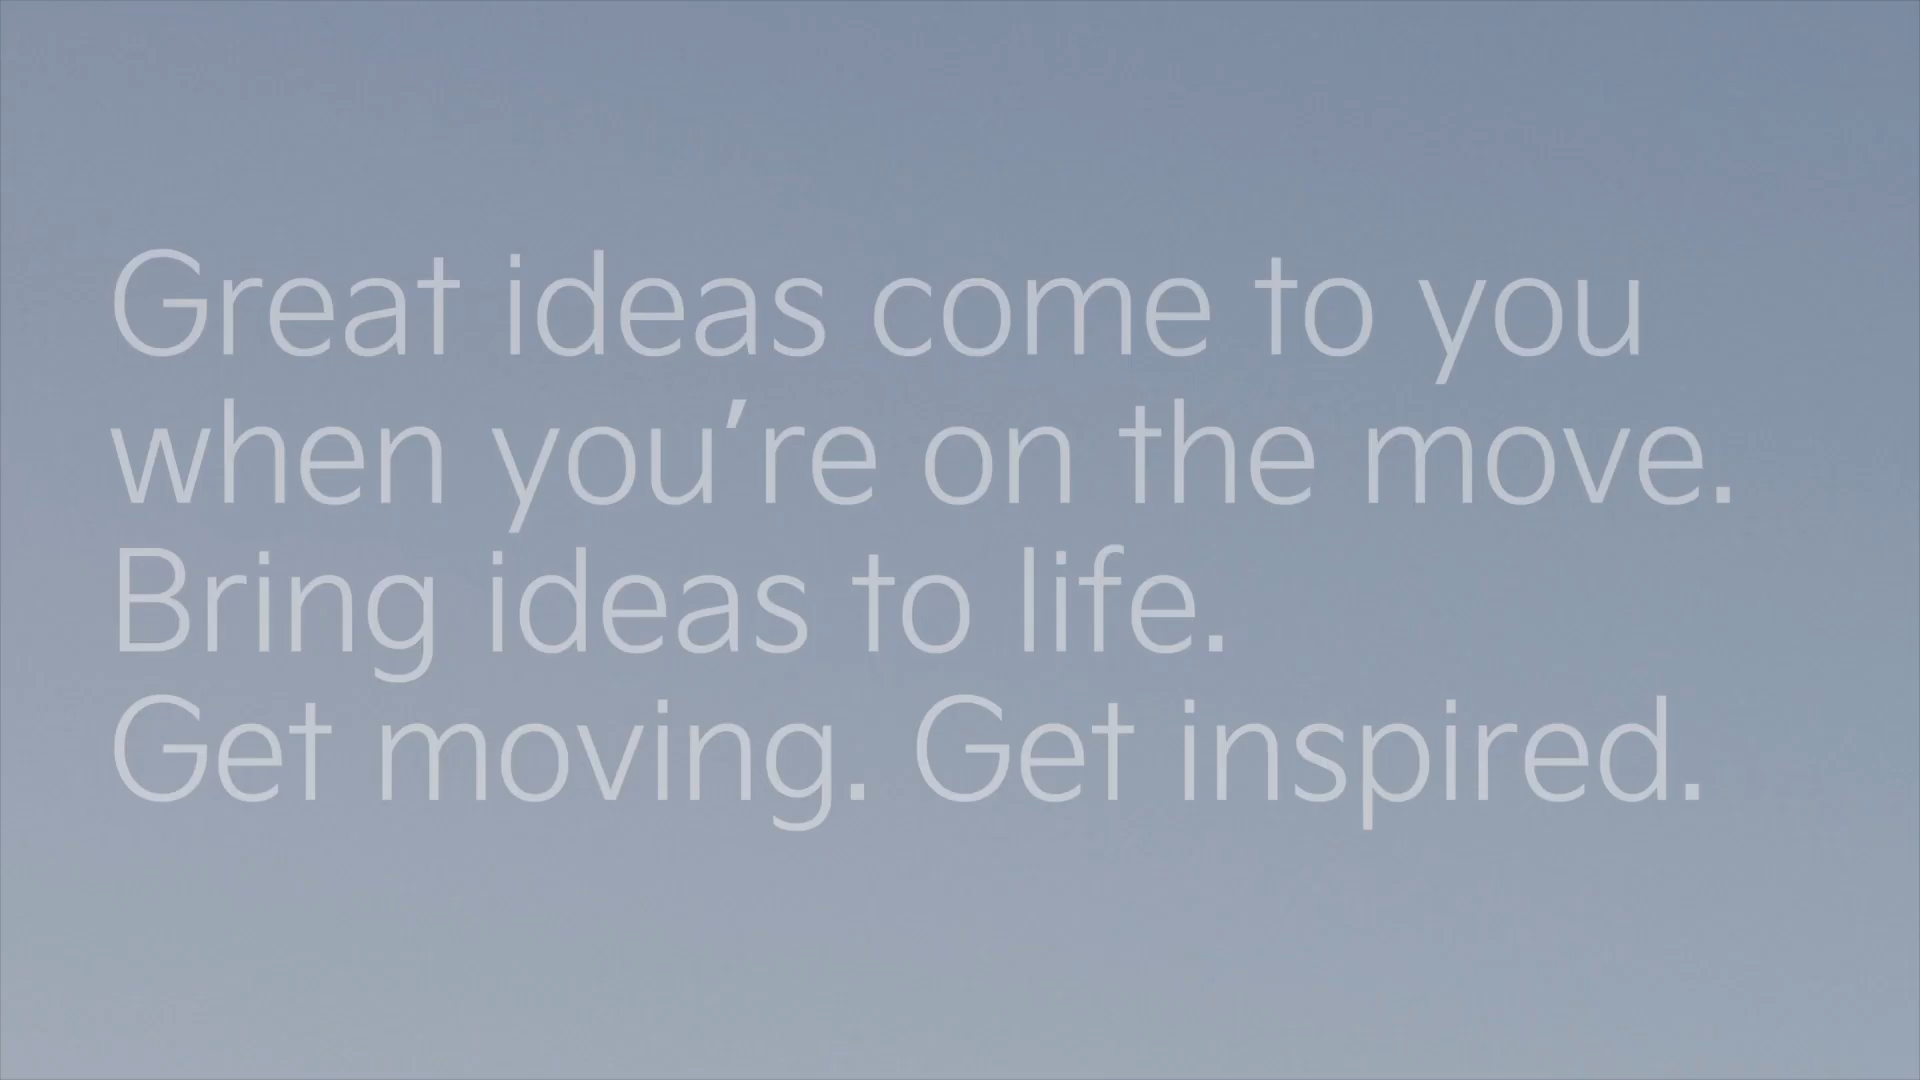 Great ideas come to you
when you’re on the move.
Bring ideas to life.
Get moving. Get inspired.